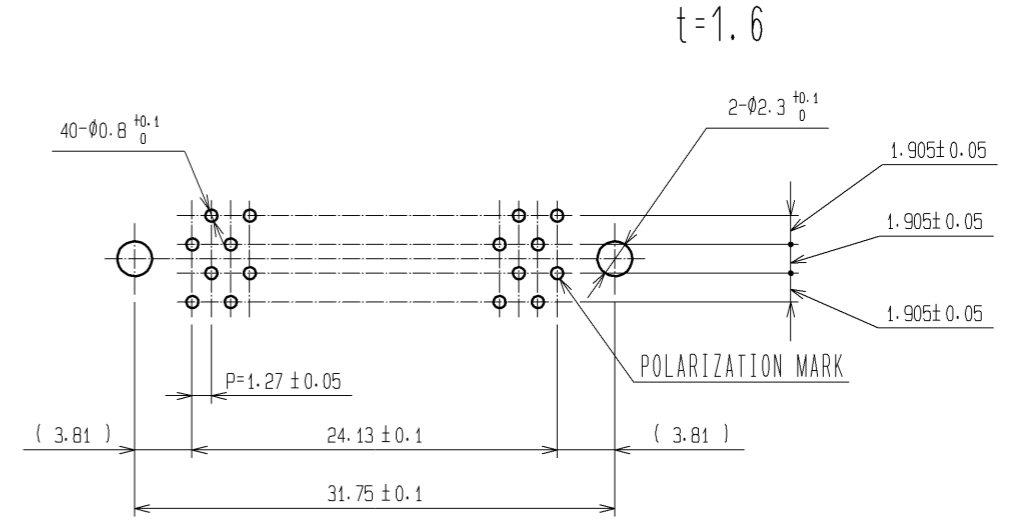 t=1.6
2-Ø2.3 +0.1 0
40-Ø0.8 +0.1 0
1.905±0.05
1.905±0.05
1.905±0.05
POLARIZATION MARK
P=1.27±0.05
( 3.81 )
24.13±0.1
( 3.81 )
31.75±0.1